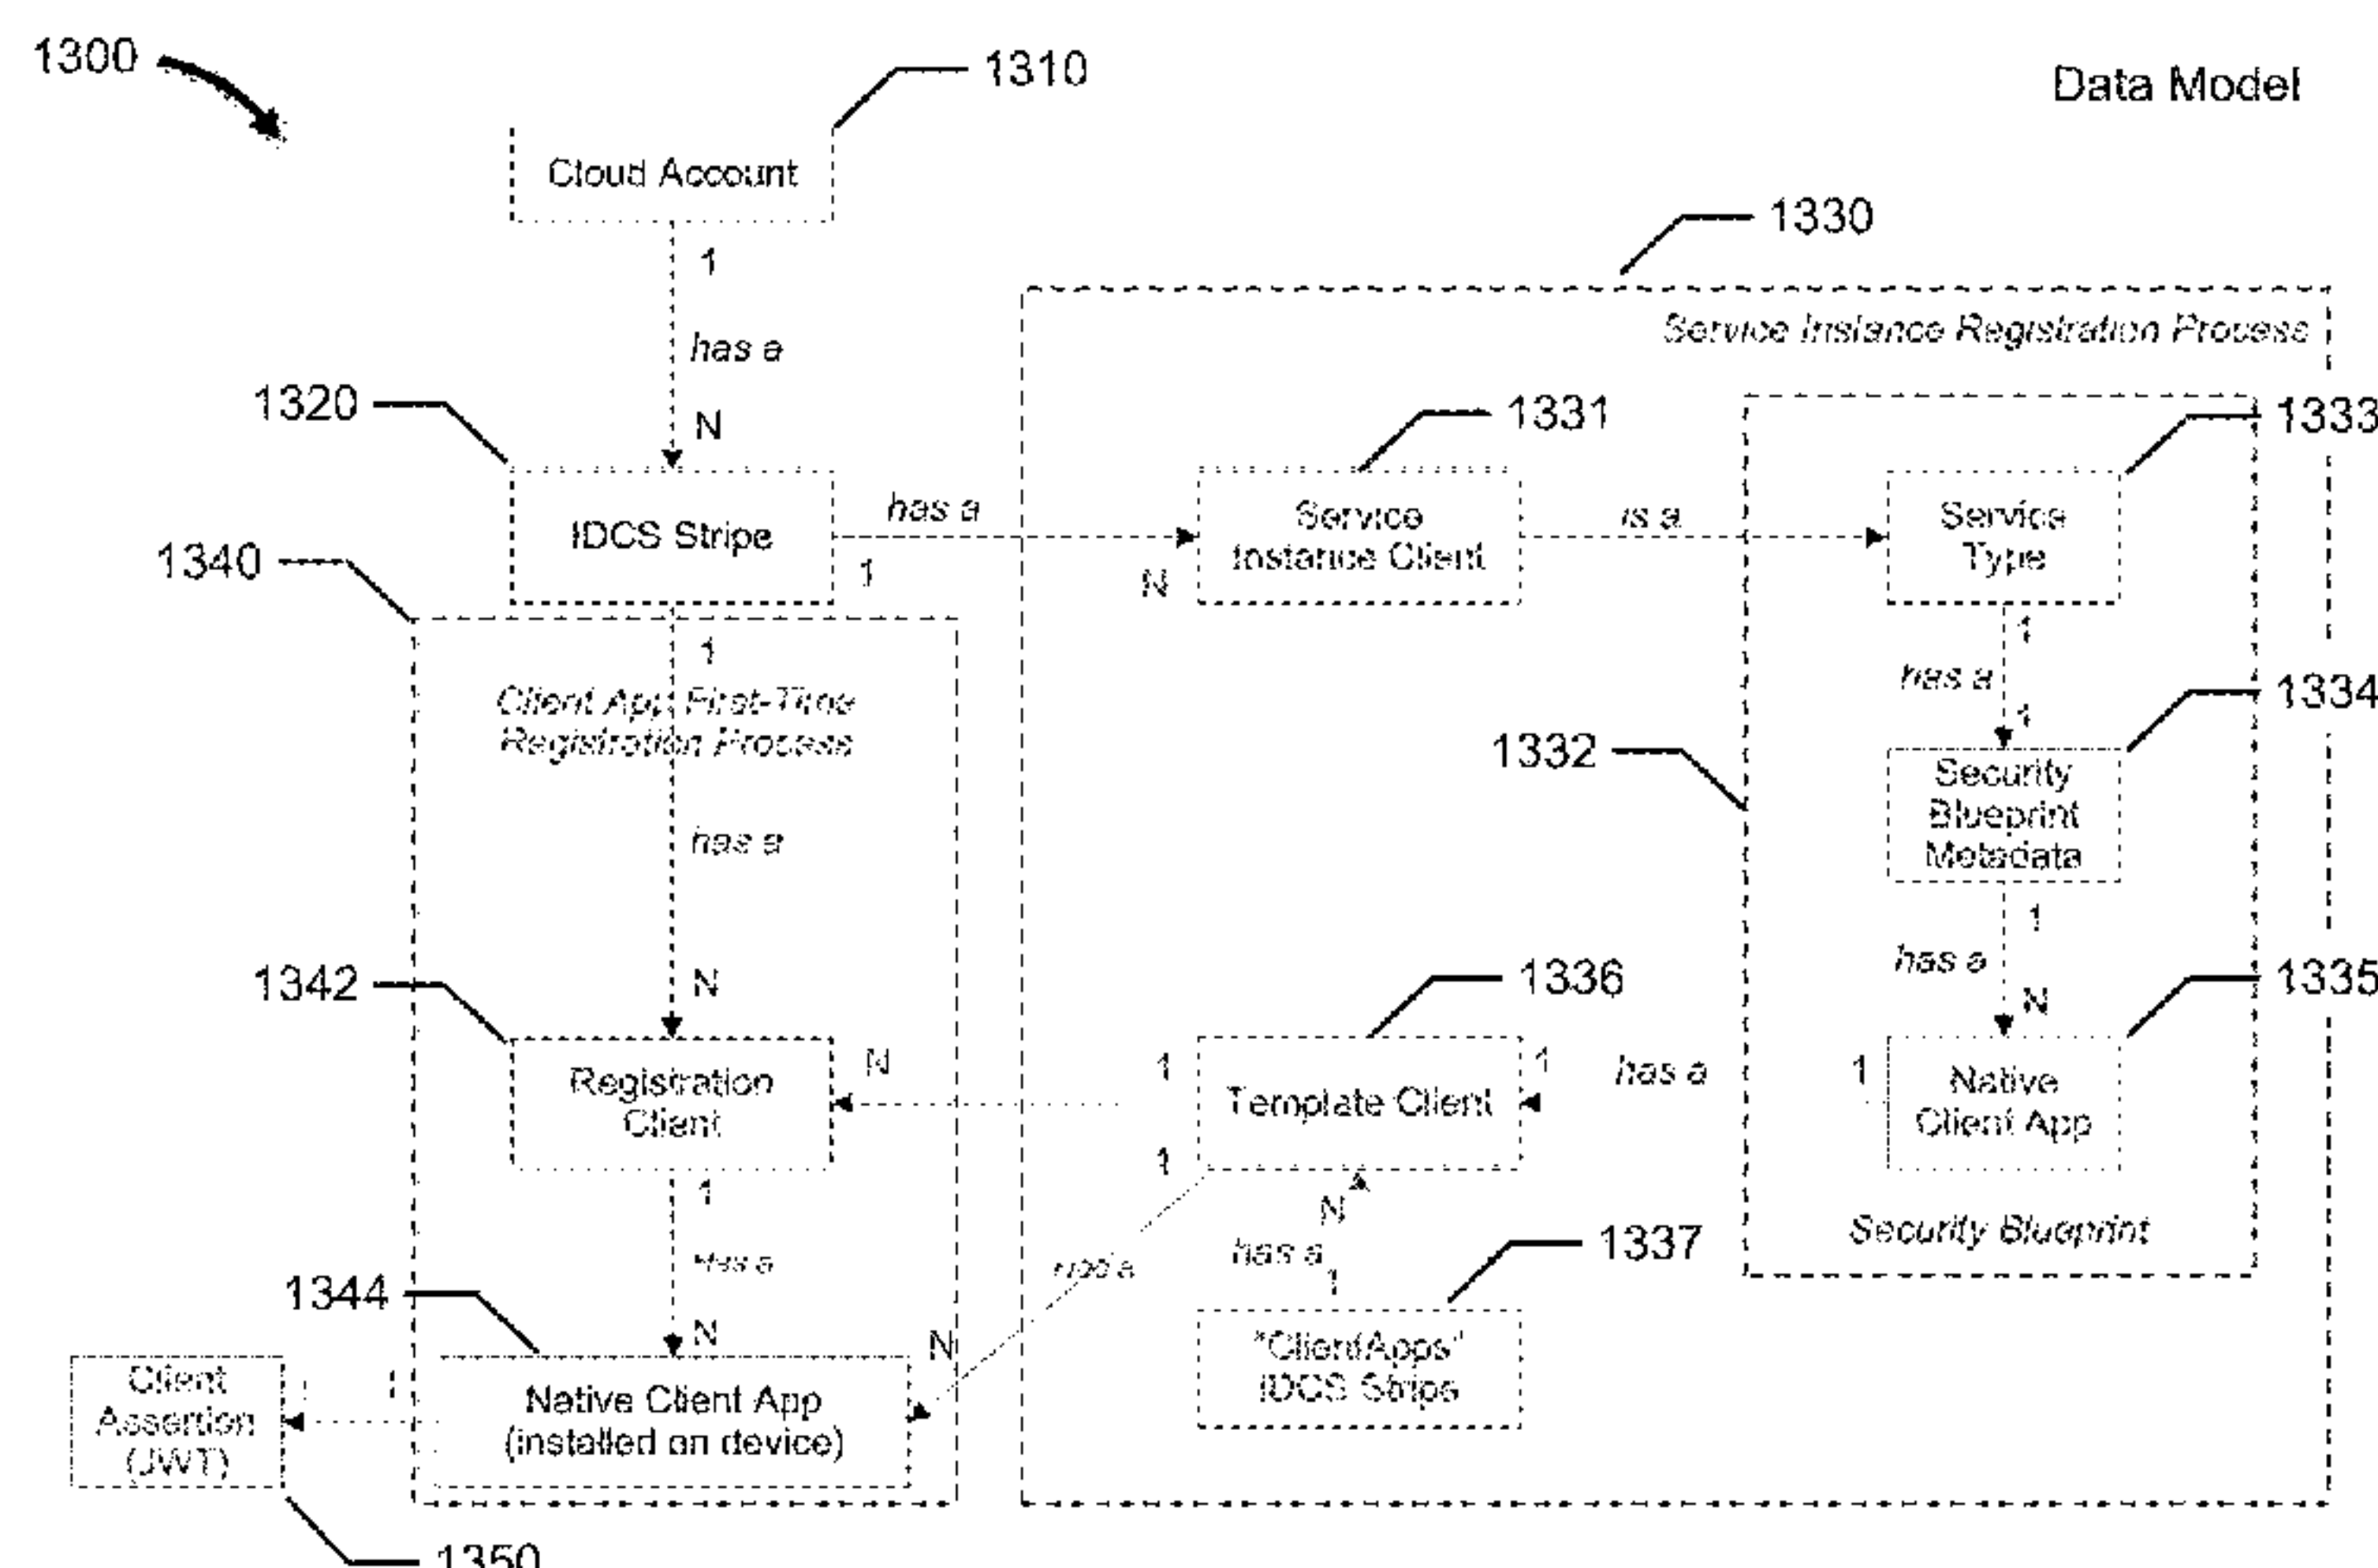 1300
1310
Data Model
Cloud Account
1330
1
has a
Service Instance Registration Process
N
1320
1331
1333
IDCS Stripe
has a
1
N
Service
Instance Client
is a
Service
Type
1340
1
Client App First-Time
Registration Process
has a
N
1
has a
1
1334
1332
Security
Blueprint
Metadata
1
has a
N
1342
1336
1335
Registration
Client
N
1
Template Client
1
1
has a
1
Native
Client App
Security Blueprint
1
Has a
N
N
N
has a
1
1337
"ClientApps"
IDCS Stripe
1344
Client
Assertion
(JWT)
1
Native Client App
(installed on device)
1350